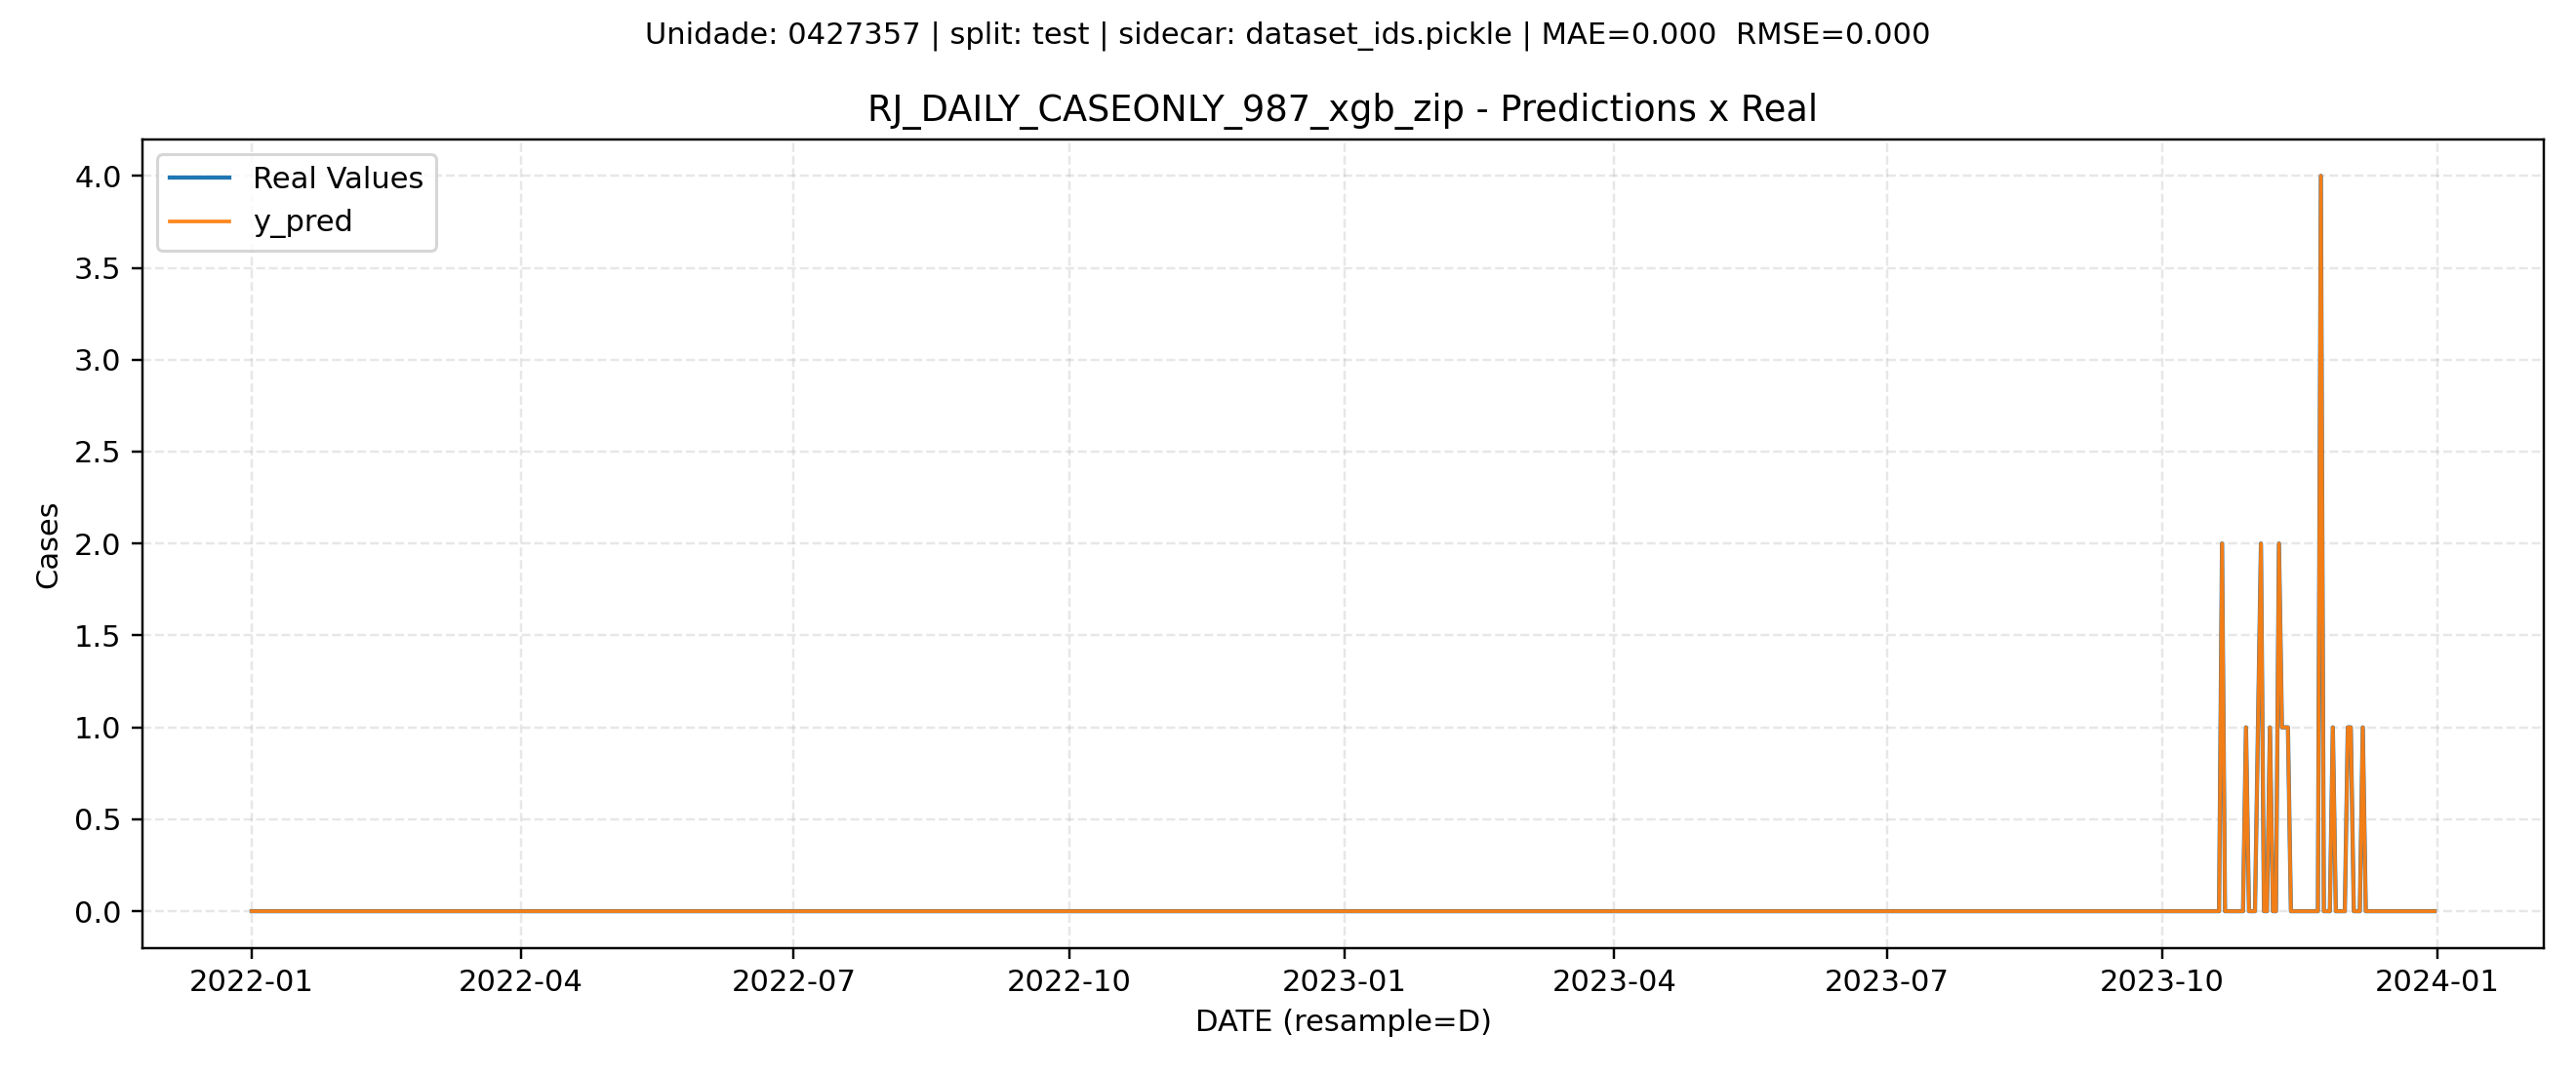 Unidade: 0427357 | split: test | sidecar: dataset_ids.pickle | MAE=0.000  RMSE=0.000
RJ_DAILY_CASEONLY_987_xgb_zip - Predictions x Real
Real Values
y_pred
4.0
3.5
3.0
2.5
2.0
1.5
1.0
0.5
0.0
Cases
2022-01 2022-04 2022-07 2022-10 2023-01 2023-04 2023-07 2023-10 2024-01
DATE (resample=D)